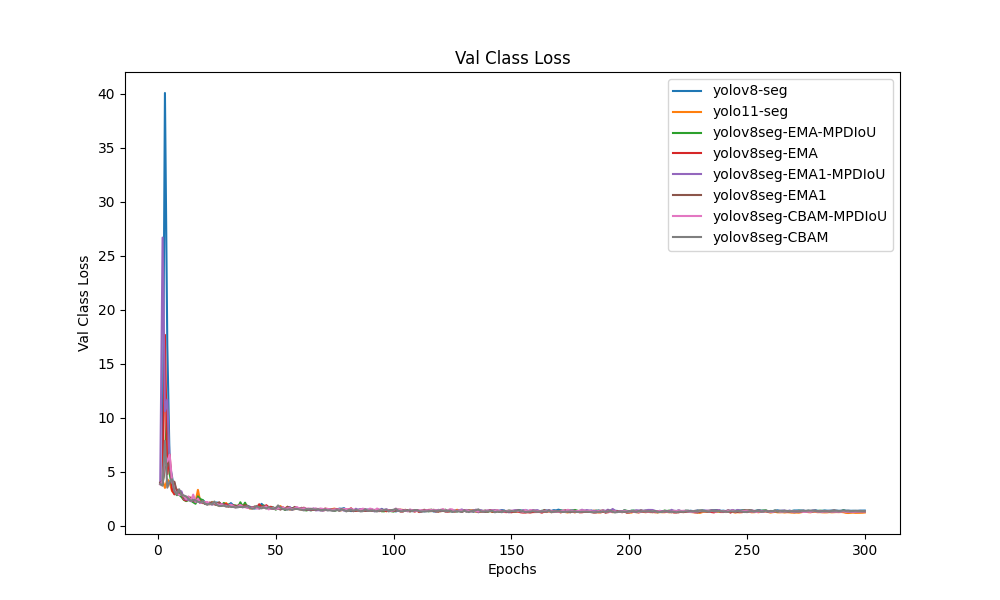 Val Class Loss
yolov8-seg
yolo11-seg
yolov8seg-EMA-MPDIoU
yolov8seg-EMA
yolov8seg-EMA1-MPDIoU
yolov8seg-EMA1
yolov8seg-CBAM-MPDIoU
yolov8seg-CBAM
Val Class Loss
40
35
30
25
20
15
10
5
0
0 50 100 150 200 250 300
Epochs